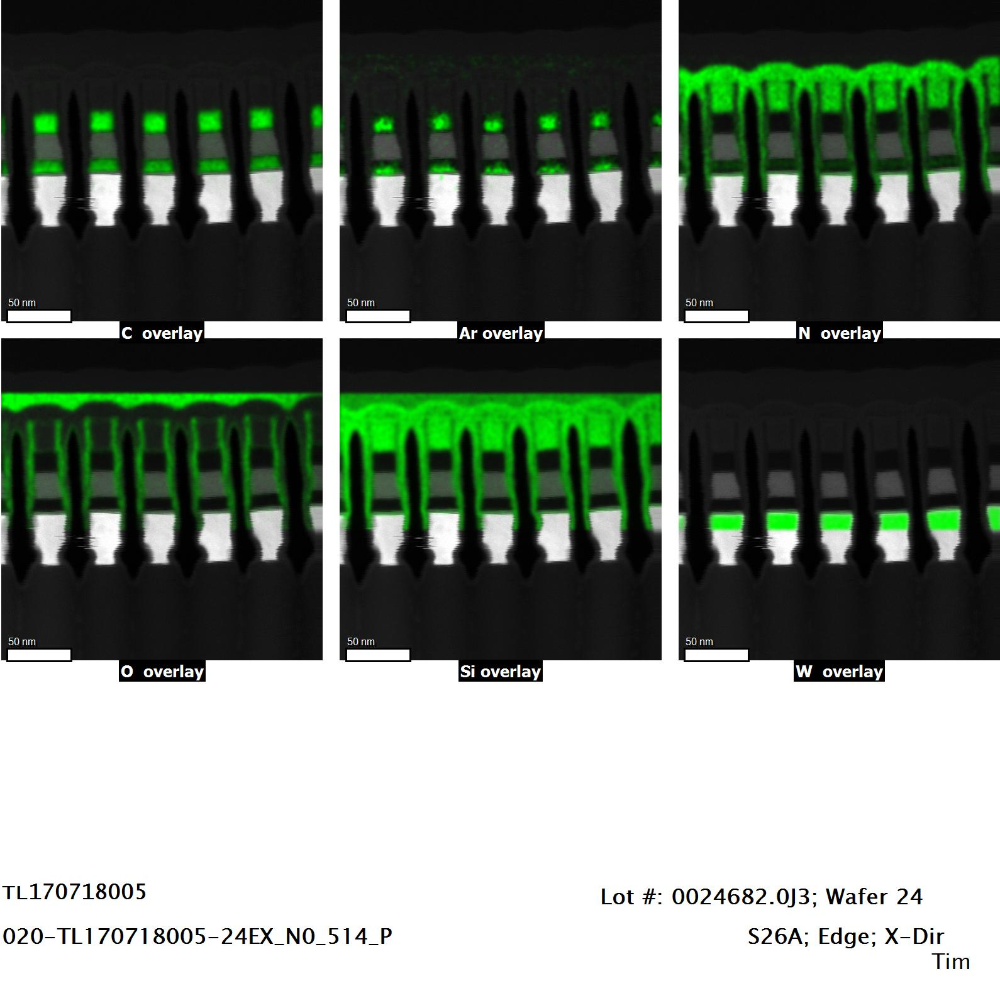 50 nm
50 nm
50 nm
C overlay
Ar overlay
N overlay
50 nm
50 nm
50 nm
O overlay
Si overlay
W overlay
TL170718005
Lot #: 0024682.0J3; Wafer 24
020-TL170718005-24EX_N0_514_P
S26A; Edge; X-Dir
Tim